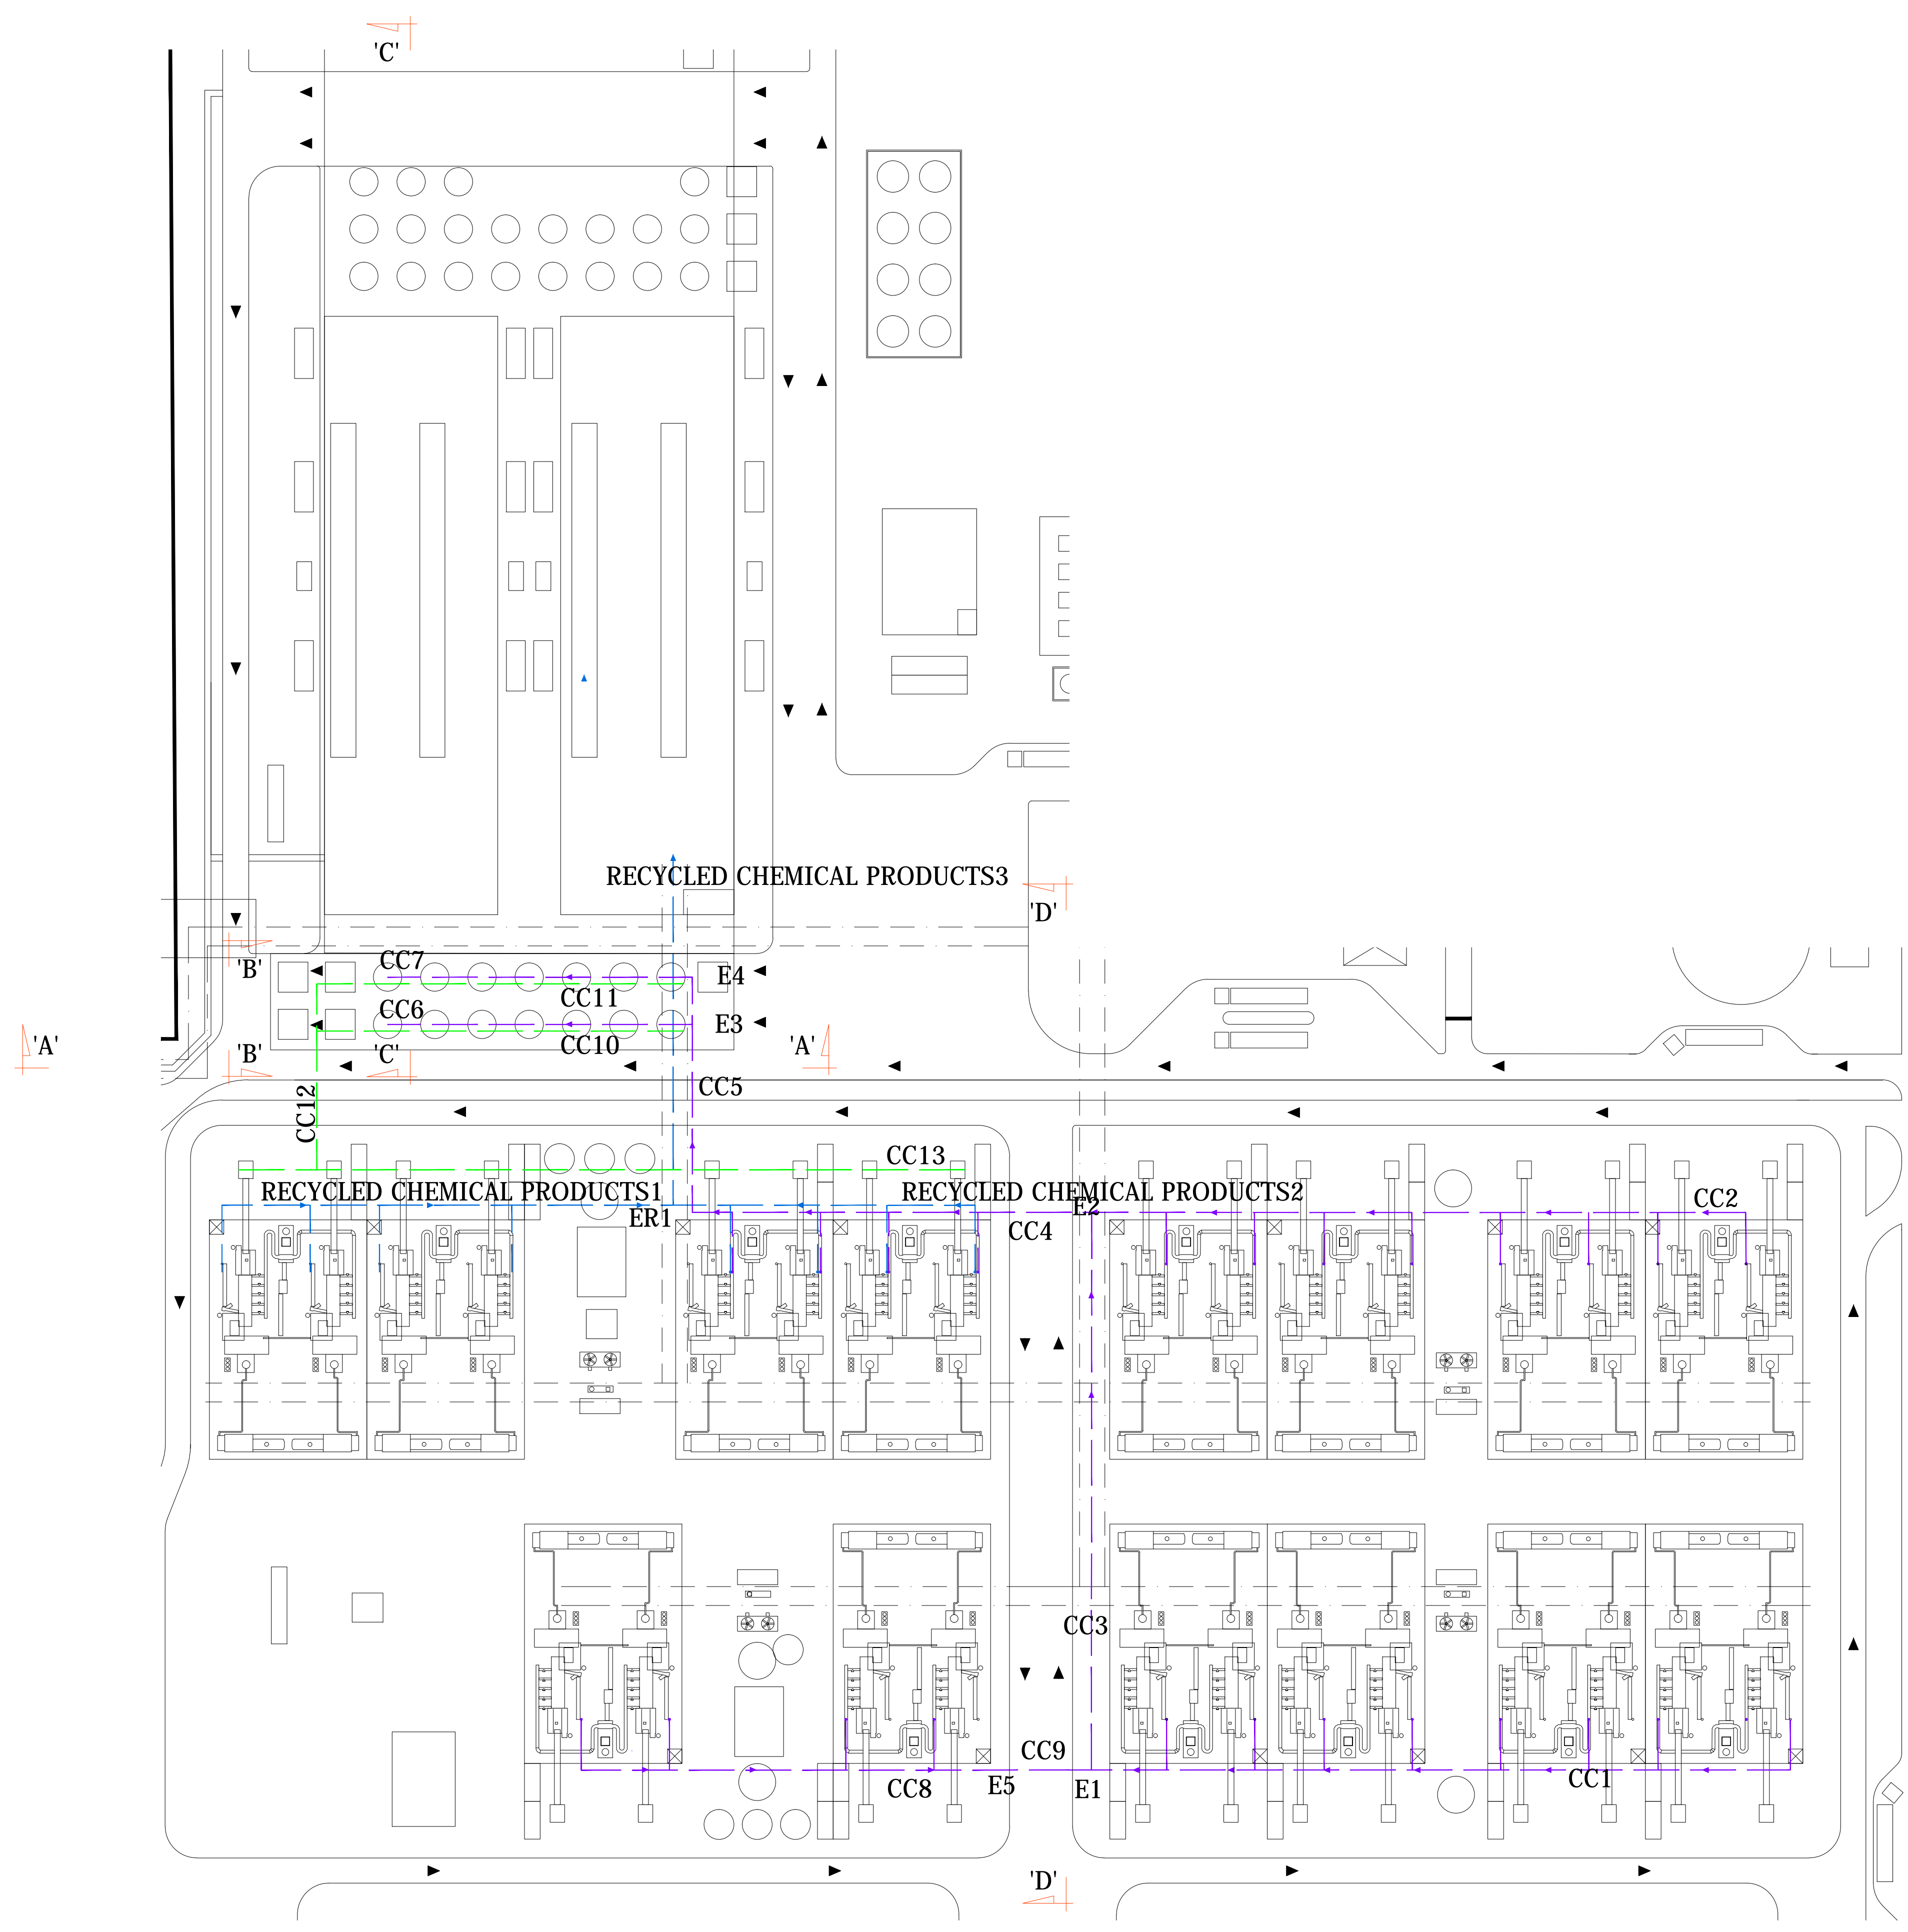 'C'
RECYCLED CHEMICAL PRODUCTS3
'D'
CC7
'B'
E4
CC11
CC6
E3
'A'
CC10
'A'
'B'
'C'
CC5
CC12
CC13
RECYCLED CHEMICAL PRODUCTS1
RECYCLED CHEMICAL PRODUCTS2
CC2
E2
ER1
CC4
CC3
CC9
CC1
E5
CC8
E1
'D'